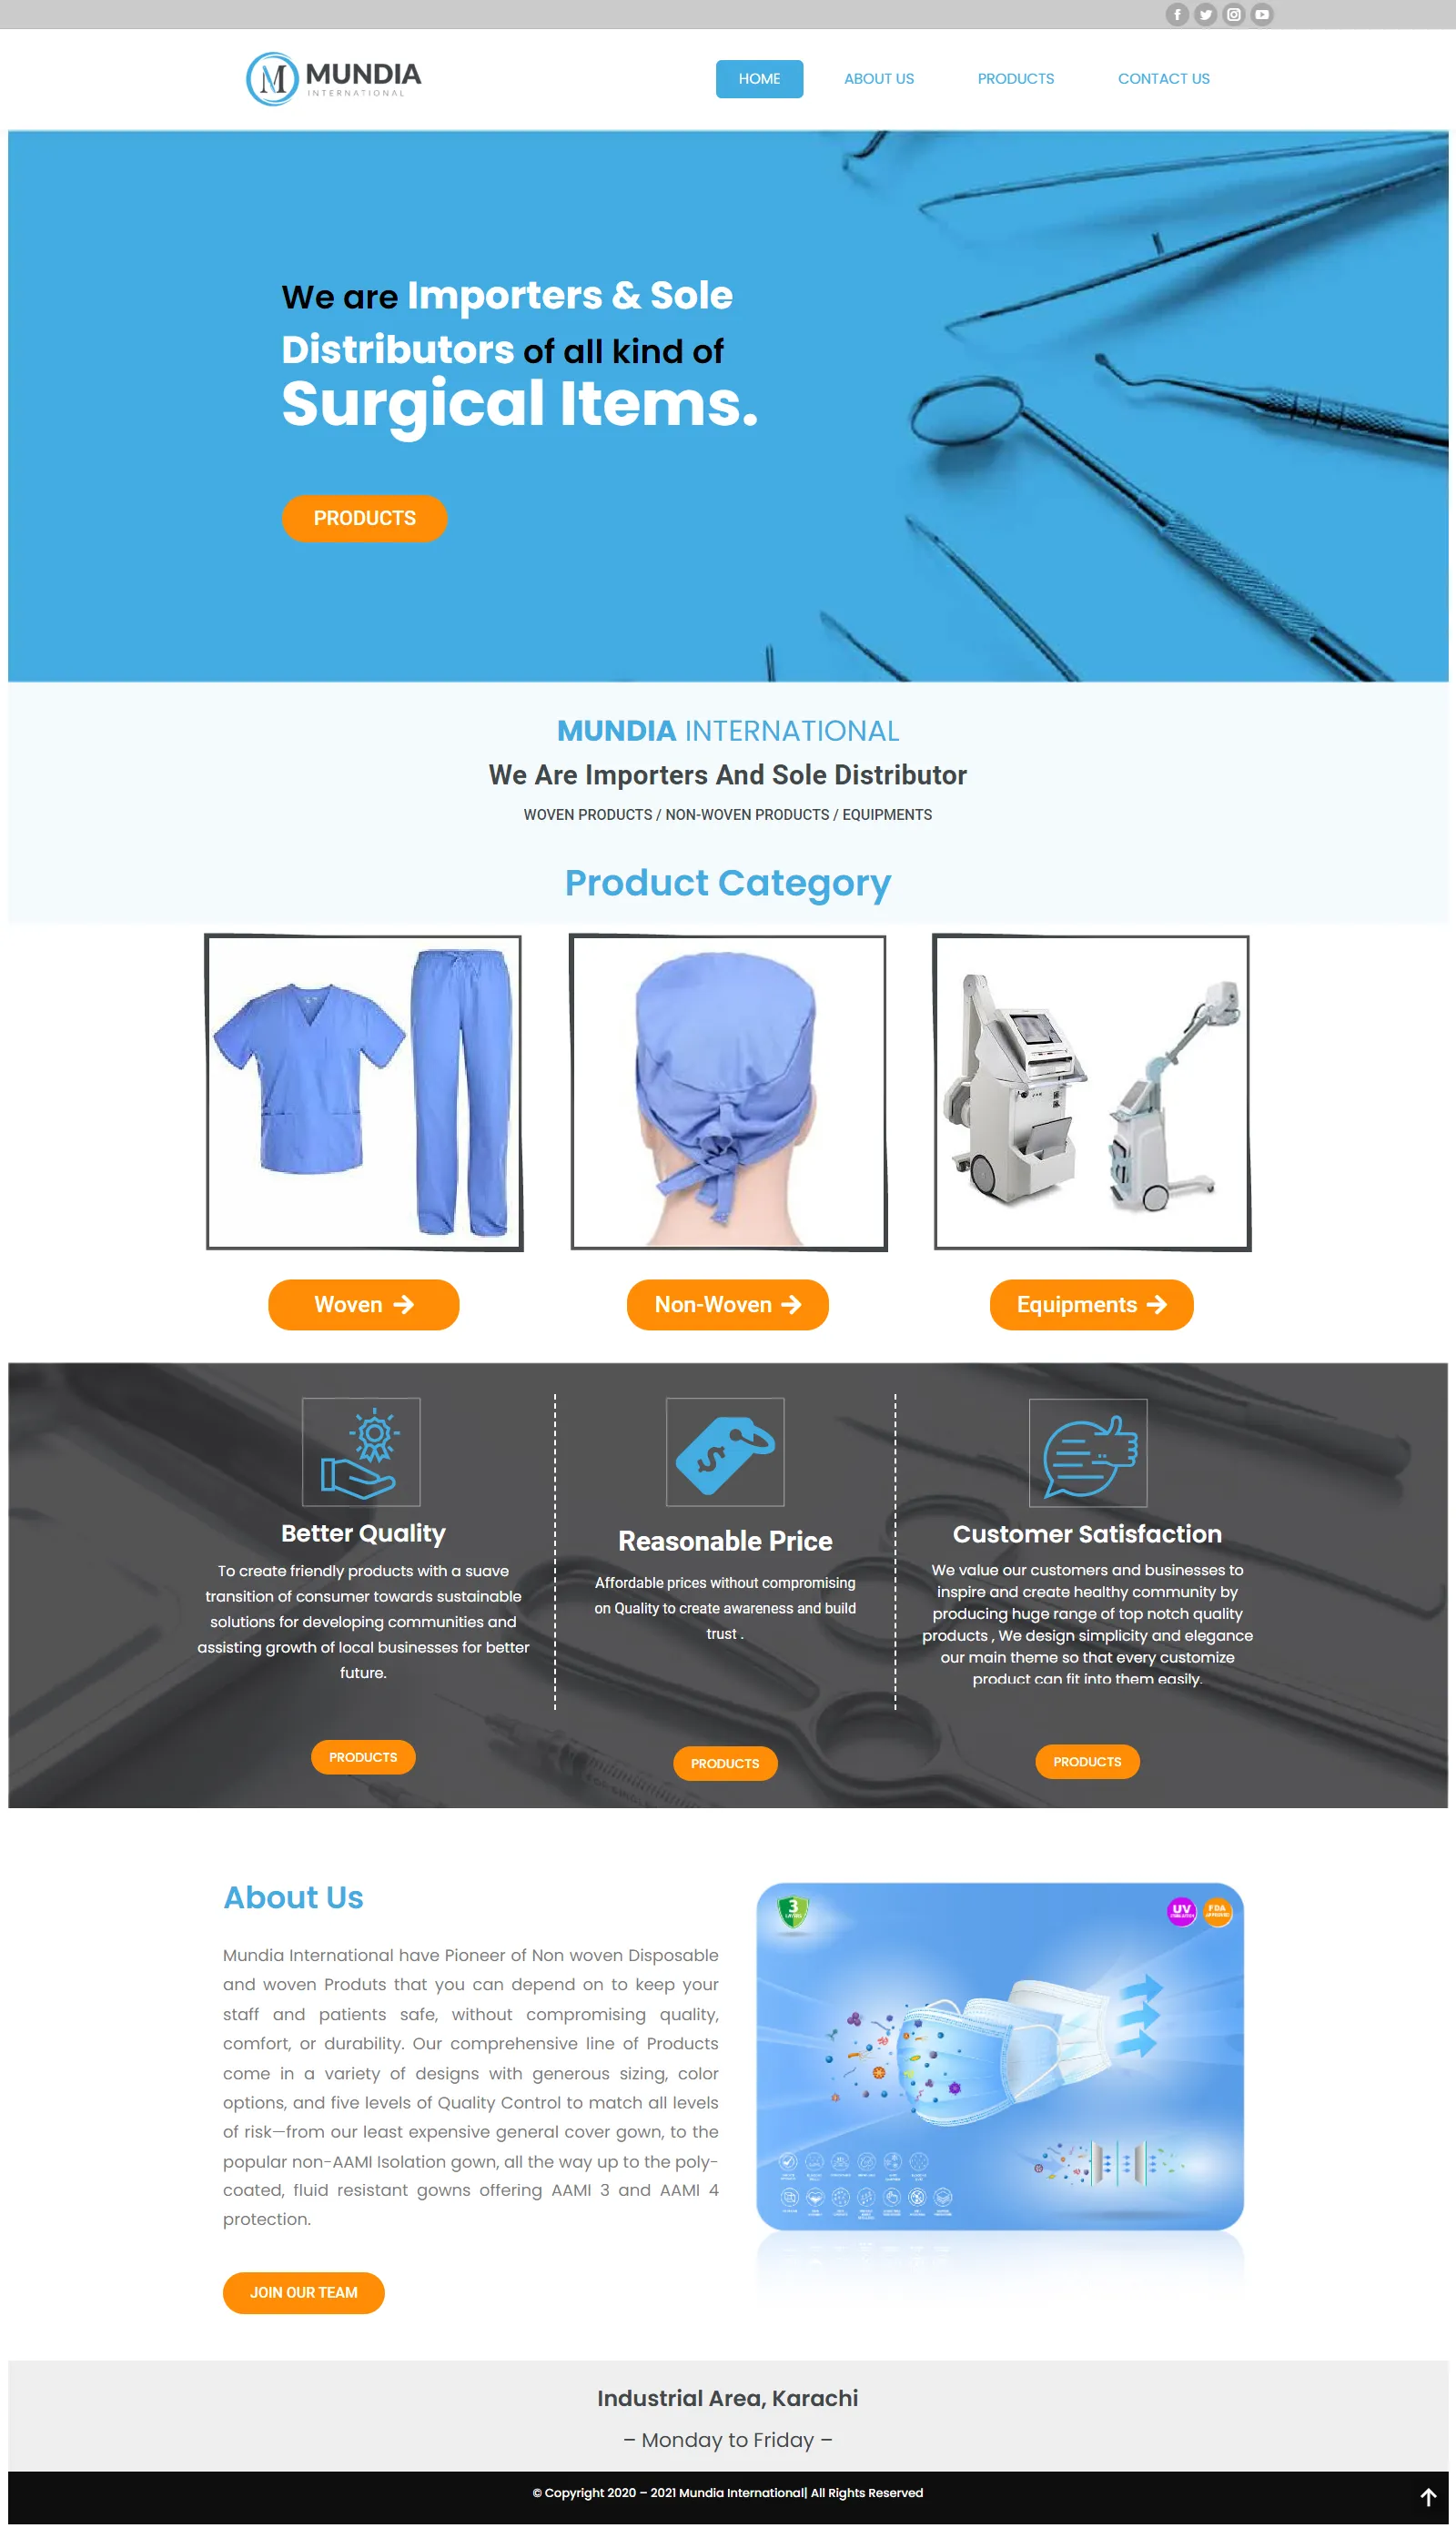 MUNDIA
INTERNATIONAL
HOME
ABOUT US
PRODUCTS
CONTACT US
We are Importers & Sole
Distributors of all kind of
Surgical Items.
PRODUCTS
MUNDIA INTERNATIONAL
We Are Importers And Sole Distributor
WOVEN PRODUCTS / NON-WOVEN PRODUCTS / EQUIPMENTS
Product Category
Woven
Non-Woven
Equipments
Better Quality
To create friendly products with a suave
transition of consumer towards sustainable
solutions for developing communities and
assisting growth of local businesses for better
future.
PRODUCTS
Reasonable Price
Affordable prices without compromising
on Quality to create awareness and build
trust .
PRODUCTS
Customer Satisfaction
We value our customers and businesses to
inspire and create healthy community by
producing huge range of top notch quality
products , We design simplicity and elegance
our main theme so that every customize
product can fit into them easily.
PRODUCTS
About Us
Mundia International have Pioneer of Non woven Disposable
and woven Produts that you can depend on to keep your
staff and patients safe, without compromising quality,
comfort, or durability. Our comprehensive line of Products
come in a variety of designs with generous sizing, color
options, and five levels of Quality Control to match all levels
of risk—from our least expensive general cover gown, to the
popular non-AAMI Isolation gown, all the way up to the poly-
coated, fluid resistant gowns offering AAMI 3 and AAMI 4
protection.
JOIN OUR TEAM
3
UV
FDA
Industrial Area, Karachi
– Monday to Friday –
© Copyright 2020 – 2021 Mundia International| All Rights Reserved